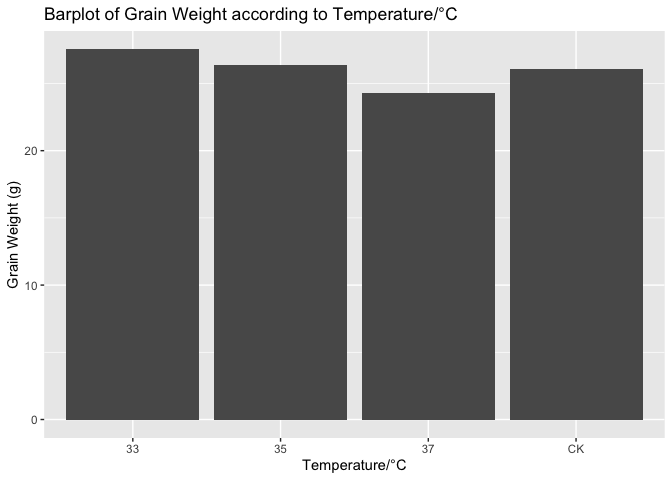 Barplot of Grain Weight according to Temperature/°C
Grain Weight (g)
20
10
0
33 35 37 CK
Temperature/°C